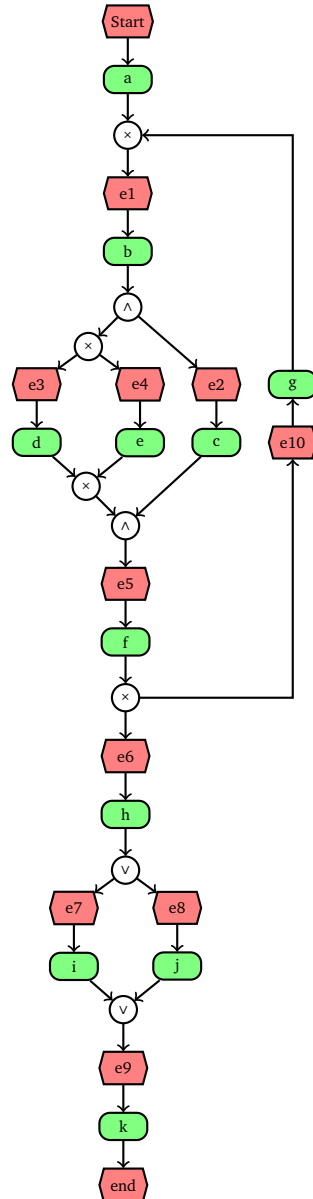 Start
a
×
e1
b
∧
×
e3 e4 e2 g
d e c e10
×
∧
e5
f
×
e6
h
∨
e7 e8
i j
∨
e9
k
end